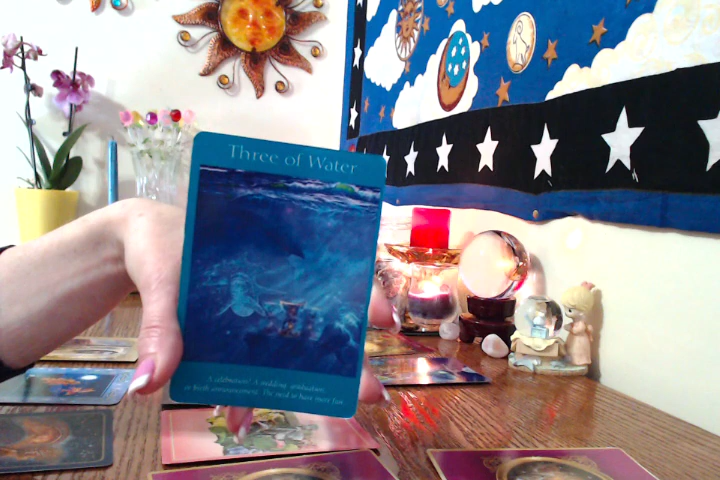 Three of Water
A celebration! A wedding, graduation,
or birth announcement. The need to have more fun.